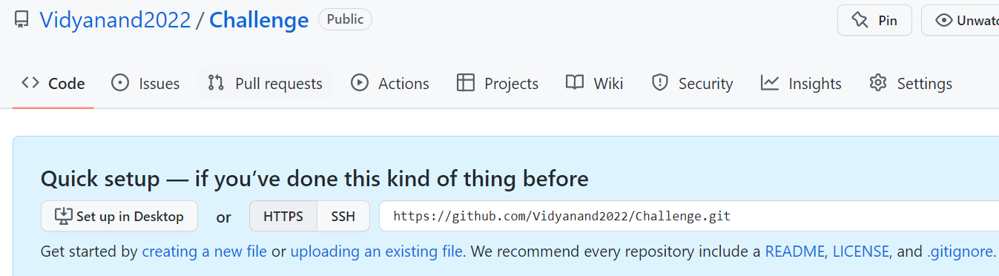 Vidyanand2022 / Challenge Public Pin
Code Issues Pull requests Actions Projects Wiki Security Insights Settings
Quick setup — if you’ve done this kind of thing before
Set up in Desktop or HTTPS SSH https://github.com/Vidyanand2022/Challenge.git
Get started by creating a new file or uploading an existing file. We recommend every repository include a README, LICENSE, and .gitignore.